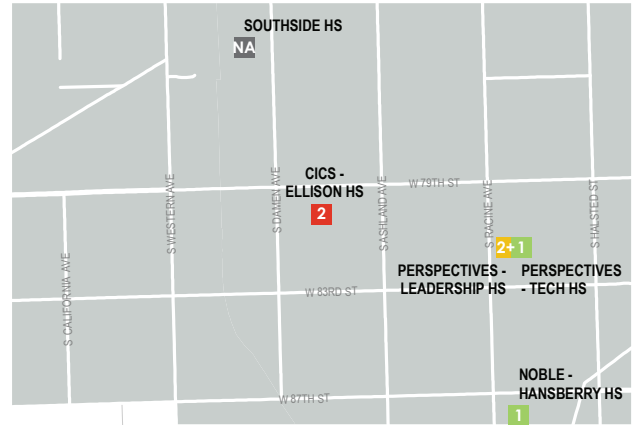 SOUTHSIDE HS
NA
CICS -
ELLISON HS
2
W 79TH ST
S CALIFORNIA AVE
S WESTERN AVE
S DAMEN AVE
S ASHLAND AVE
S RACINE AVE
S HALSTED ST
2+ 1
PERSPECTIVES -
LEADERSHIP HS
PERSPECTIVES
- TECH HS
W 83RD ST
NOBLE -
HANSBERRY HS
W 87TH ST
1